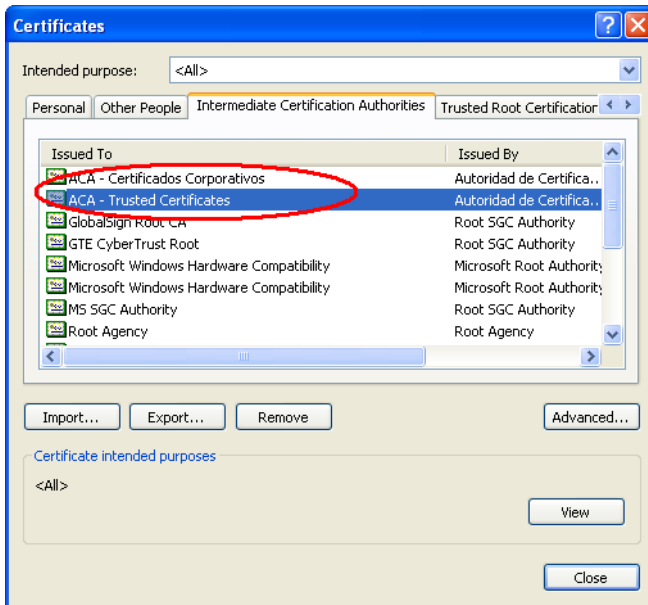 Certificates
Intended purpose: <All>
Personal Other People Intermediate Certification Authorities Trusted Root Certification
Issued To Issued By
ACA - Certificados Corporativos Autoridad de Certifica..
ACA - Trusted Certificates Autoridad de Certifica..
GlobalSign Root CA Root SGC Authority
GTE CyberTrust Root Root SGC Authority
Microsoft Windows Hardware Compatibility Microsoft Root Authority
Microsoft Windows Hardware Compatibility Microsoft Root Authority
MS SGC Authority Root SGC Authority
Root Agency Root Agency
Import... Export... Remove Advanced...
Certificate intended purposes
<All>
View
Close